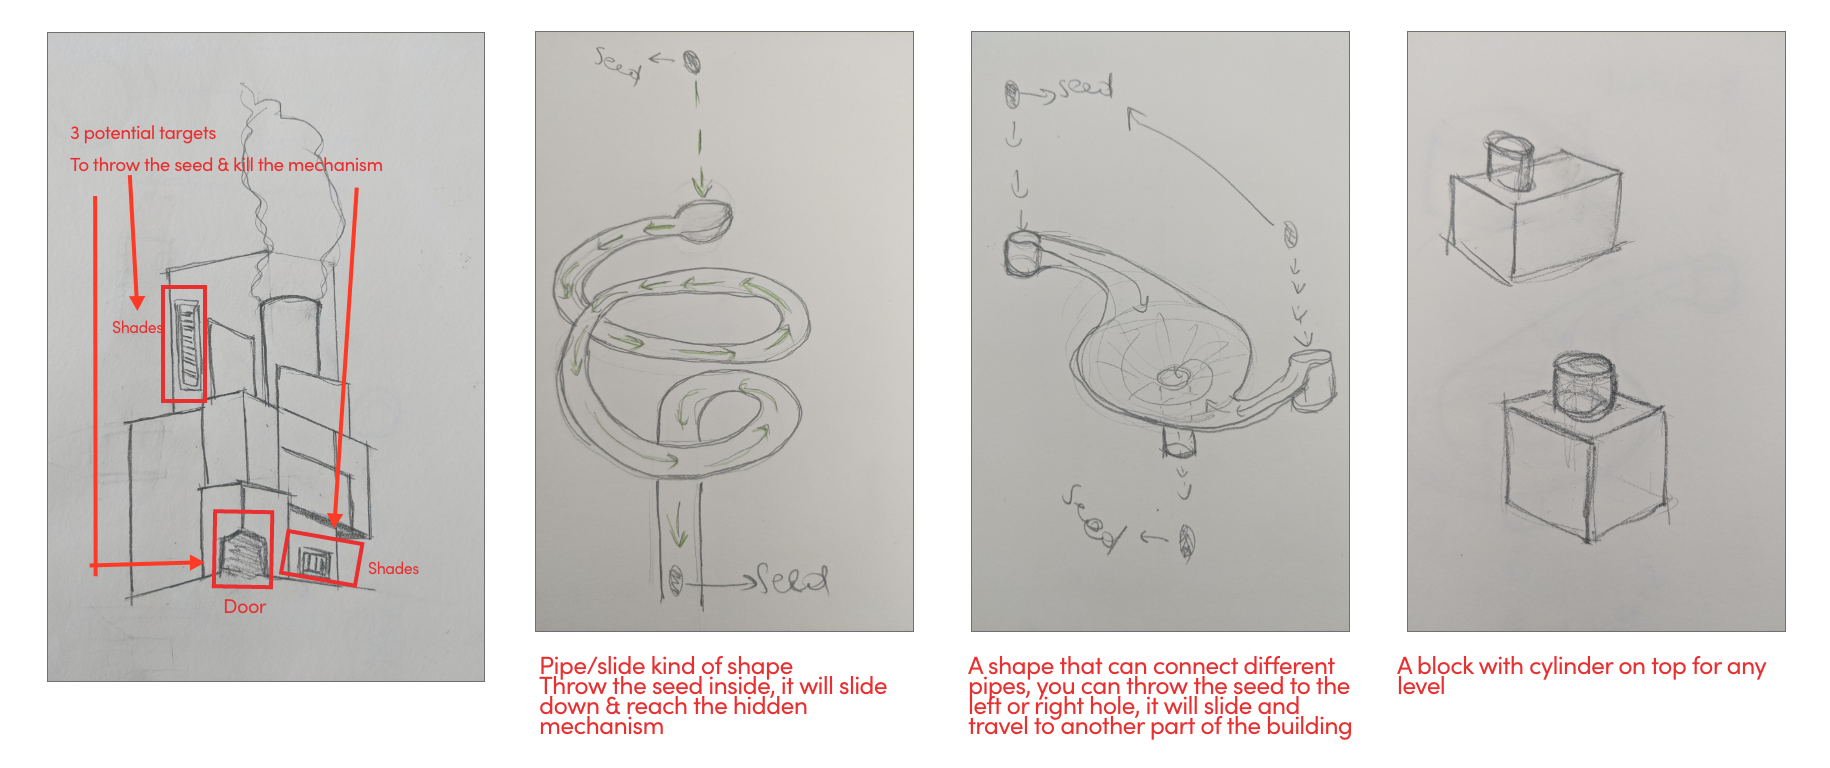 3 potential targets
To throw the seed & kill the mechanism
Shades
Shades
Door
Seed
Seed
Pipe/slide kind of shape
Throw the seed inside, it will slide
down & reach the hidden
mechanism
seed
Seed
A shape that can connect different
pipes, you can throw the seed to the
left or right hole, it will slide and
travel to another part of the building
A block with cylinder on top for any
level